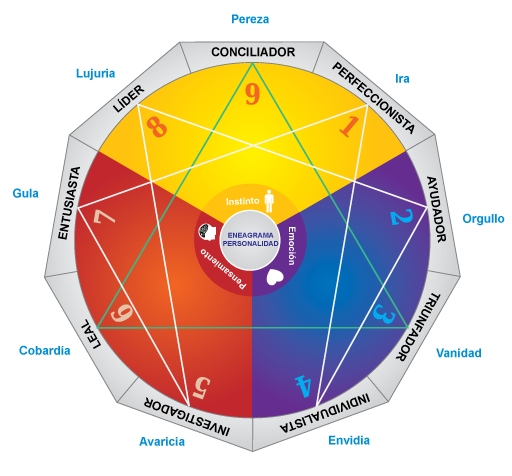 Pereza
CONCILIADOR
9
Ira
PERFECCIONISTA
1
Orgullo
AYUDADOR
2
Vanidad
TRIUNFADOR
3
Envidia
INDIVIDUALISTA
4
Avaricia
INVESTIGADOR
5
Cobardía
LEAL
6
Gula
ENTUSIASTA
7
Lujuria
LÍDER
8
Instinto
Emoción
Pensamiento
ENEAGRAMA
PERSONALIDAD